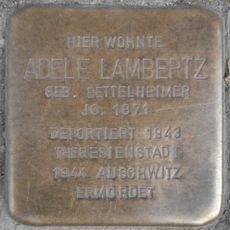 HIER WOHNTE
ADELE LAMBERTZ
GEB. BETTELHEIMER
JG. 1871
DEPORTIERT 1943
THERESIENSTADT
1944 AUSCHWITZ
ERMORDET